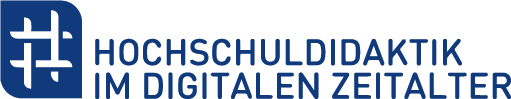 HOCHSCHULDIDAKTIK
IM DIGITALEN ZEITALTER